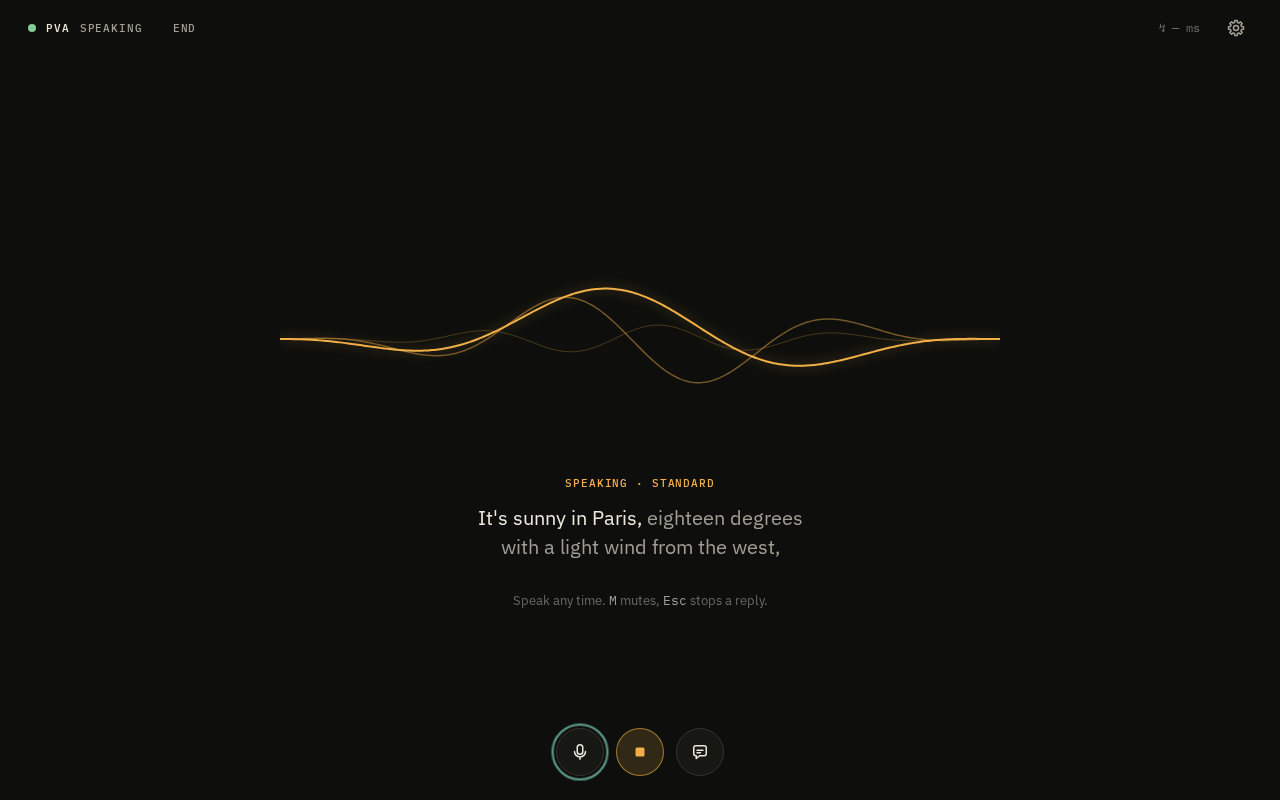 PVA SPEAKING END
↯ — ms
SPEAKING · STANDARD
It's sunny in Paris, eighteen degrees
with a light wind from the west,
Speak any time. M mutes, Esc stops a reply.